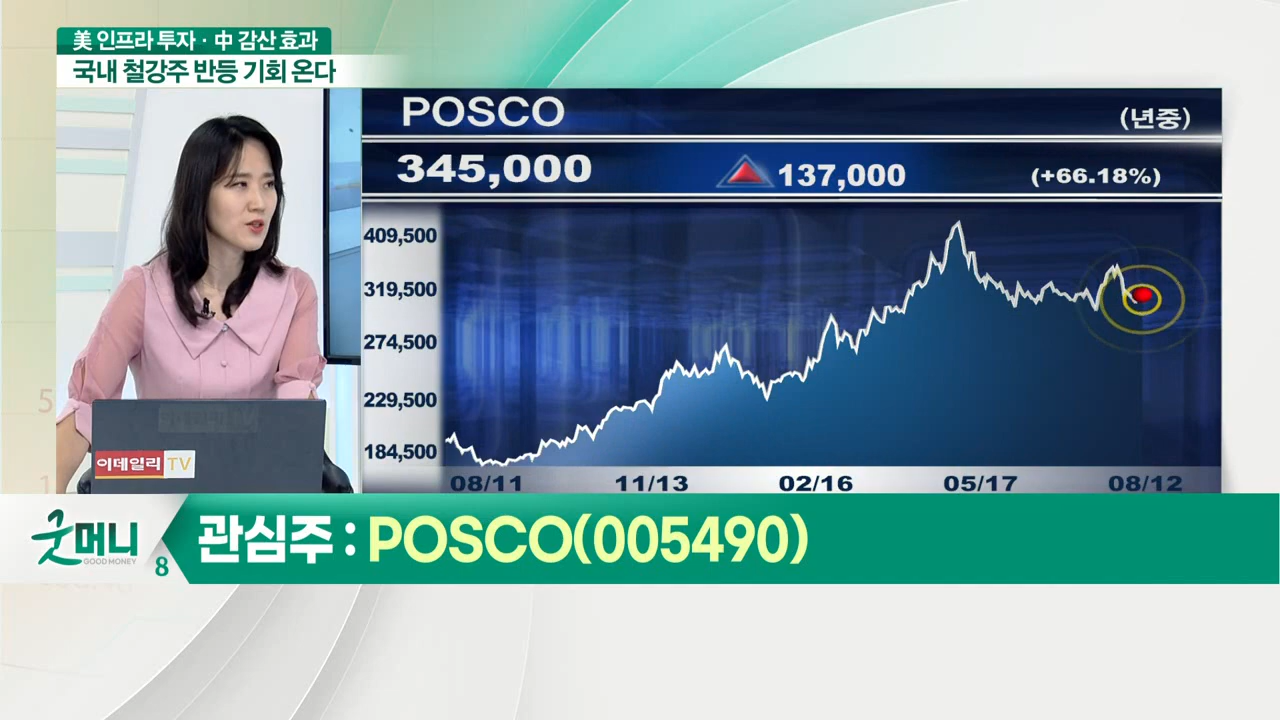 美 인프라 투자 · 中 감산 효과
국내 철강주 반등 기회 온다
POSCO
(년중)
345,000 137,000 (+66.18%)
409,500
319,500
274,500
229,500
184,500
08/11 11/13 02/16 05/17 08/12
이데일리 TV
굿머니
GOOD MONEY
8
관심주 : POSCO(005490)